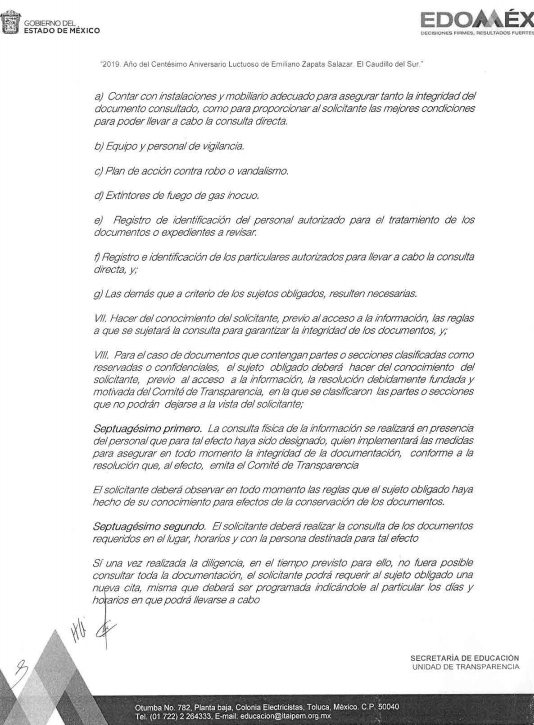 GOBIERNO DEL
ESTADO DE MÉXICO
EDOMÉX
DECISIONES FIRMES, RESULTADOS FUERTES
"2019. Año del Centésimo Aniversario Luctuoso de Emiliano Zapata Salazar. El Caudillo del Sur."
a) Contar con instalaciones y mobiliario adecuado para asegurar tanto la integridad del
documento consultado, como para proporcionar al solicitante las mejores condiciones
para poder llevar a cabo la consulta directa.
b) Equipo y personal de vigilancia.
c) Plan de acción contra robo o vandalismo.
d) Extintores de fuego de gas inocuo.
e) Registro de identificación del personal autorizado para el tratamiento de los
documentos o expedientes a revisar.
f) Registro e identificación de los particulares autorizados para llevar a cabo la consulta
directa, y;
g) Las demás que a criterio de los sujetos obligados, resulten necesarias.
VII. Hacer del conocimiento del solicitante, previo al acceso a la información, las reglas
a que se sujetará la consulta para garantizar la integridad de los documentos, y;
VIII. Para el caso de documentos que contengan partes o secciones clasificadas como
reservadas o confidenciales, el sujeto obligado deberá hacer del conocimiento del
solicitante, previo al acceso a la información, la resolución debidamente fundada y
motivada del Comité de Transparencia, en la que se clasificaron las partes o secciones
que no podrán dejarse a la vista del solicitante;
Septuagésimo primero. La consulta física de la información se realizará en presencia
del personal que para tal efecto haya sido designado, quien implementará las medidas
para asegurar en todo momento la integridad de la documentación, conforme a la
resolución que, al efecto, emita el Comité de Transparencia
El solicitante deberá observar en todo momento las reglas que el sujeto obligado haya
hecho de su conocimiento para efectos de la conservación de los documentos.
Septuagésimo segundo. El solicitante deberá realizar la consulta de los documentos
requeridos en el lugar, horarios y con la persona destinada para tal efecto
Sí una vez realizada la diligencia, en el tiempo previsto para ello, no fuera posible
consultar toda la documentación, el solicitante podrá requerir al sujeto obligado una
nueva cita, misma que deberá ser programada indicándole al particular los días y
horarios en que podrá llevarse a cabo
SECRETARÍA DE EDUCACIÓN
UNIDAD DE TRANSPARENCIA
Otumba No. 782, Planta baja, Colonia Electricistas, Toluca, México. C.P. 50040
Tel. (01 722) 2 264333, E-mail: educacion@itaipem.org.mx